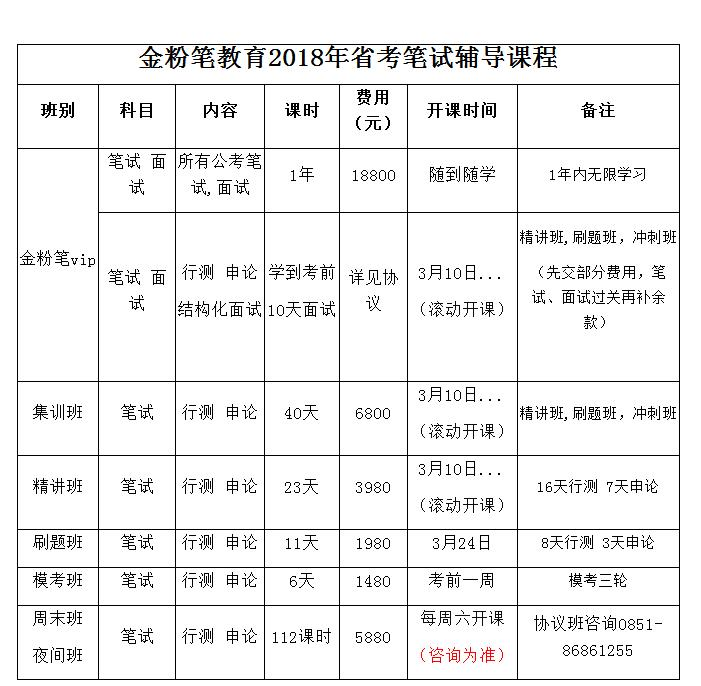 金粉笔教育2018年省考笔试辅导课程
班别 科目 内容 课时 费用（元） 开课时间 备注
金粉笔vip
笔试 面试
所有公考笔试,面试
1年
18800
随到随学
1年内无限学习
笔试 面试
行测 申论
结构化面试
学到考前
10天面试
详见协议
3月10日...
（滚动开课）
精讲班,刷题班，冲刺班
（先交部分费用，笔试、面试过关再补余款）
集训班
笔试
行测 申论
40天
6800
3月10日...
（滚动开课）
精讲班,刷题班，冲刺班
精讲班
笔试
行测 申论
23天
3980
3月10日...
（滚动开课）
16天行测 7天申论
刷题班
笔试
行测 申论
11天
1980
3月24日
8天行测 3天申论
模考班
笔试
行测 申论
6天
1480
考前一周
模考三轮
周末班
夜间班
笔试
行测 申论
112课时
5880
每周六开课
（咨询为准）
协议班咨询0851-
86861255